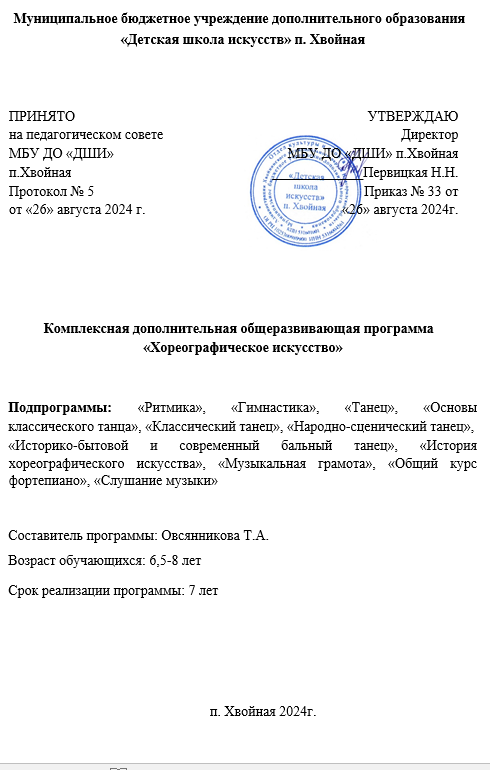 Муниципальное бюджетное учреждение дополнительного образования
«Детская школа искусств» п. Хвойная
ПРИНЯТО
на педагогическом совете
МБУ ДО «ДШИ»
п.Хвойная
Протокол № 5
от «26» августа 2024 г.
УТВЕРЖДАЮ
Директор
МБУ ДО «ДШИ» п.Хвойная
Первицкая Н.Н.
Приказ № 33 от
«26» августа 2024г.
«Детская
школа
искусств»
п. Хвойная
Комплексная дополнительная общеразвивающая программа
«Хореографическое искусство»
Подпрограммы: «Ритмика», «Гимнастика», «Танец», «Основы
классического танца», «Классический танец», «Народно-сценический танец»,
«Историко-бытовой и современный бальный танец», «История
хореографического искусства», «Музыкальная грамота», «Общий курс
фортепиано», «Слушание музыки»
Составитель программы: Овсянникова Т.А.
Возраст обучающихся: 6,5-8 лет
Срок реализации программы: 7 лет
п. Хвойная 2024г.